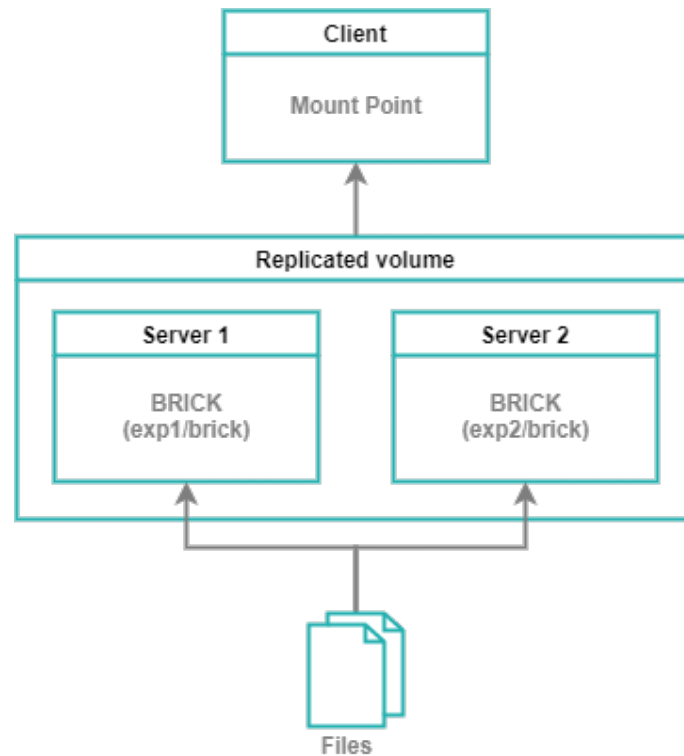 Client
Mount Point
Replicated volume
Server 1
Server 2
BRICK
(exp1/brick)
BRICK
(exp2/brick)
Files